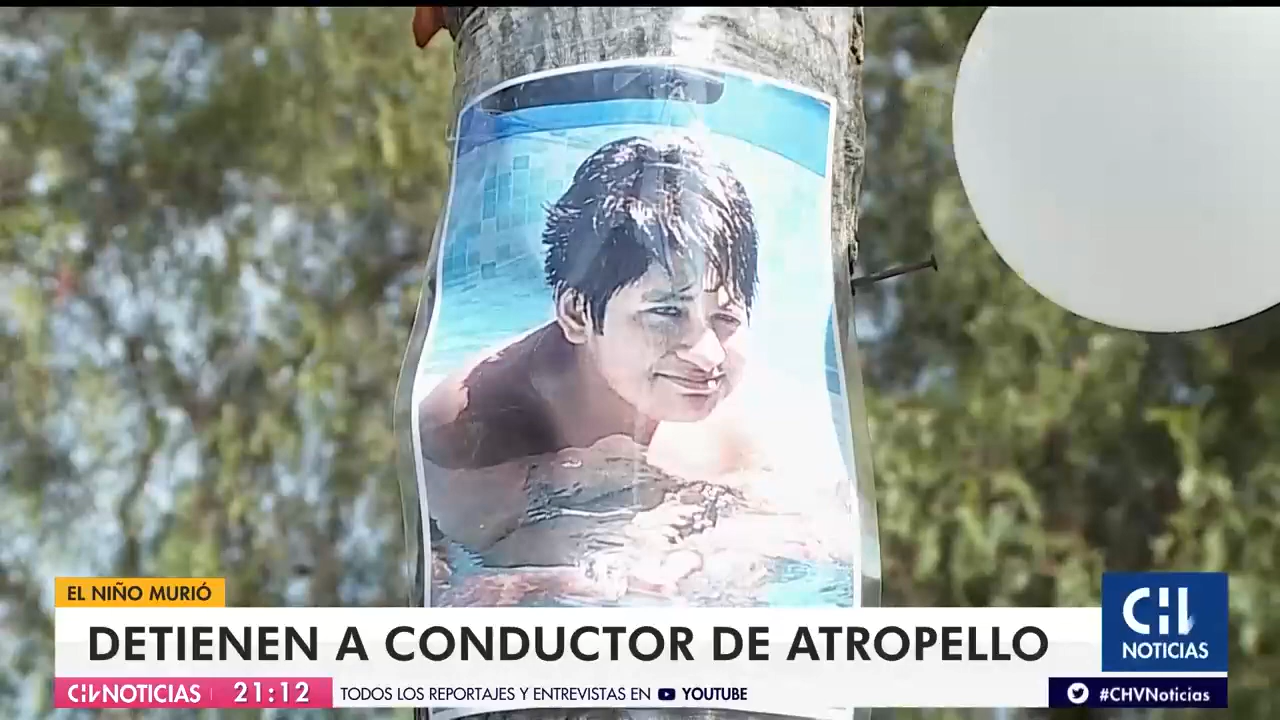 EL NIÑO MURIÓ
DETIENEN A CONDUCTOR DE ATROPELLO
CHV NOTICIAS
CHV NOTICIAS 21:12 TODOS LOS REPORTAJES Y ENTREVISTAS EN YOUTUBE
#CHVNoticias